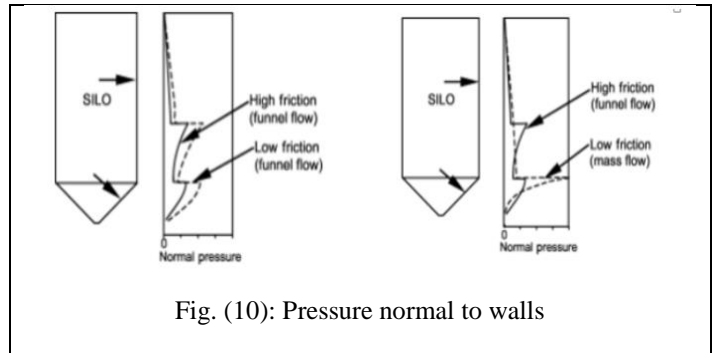 SILO
High friction
(funnel flow)
Low friction
(funnel flow)
0
Normal pressure
SILO
High friction
(funnel flow)
Low friction
(mass flow)
0
Normal pressure
Fig. (10): Pressure normal to walls